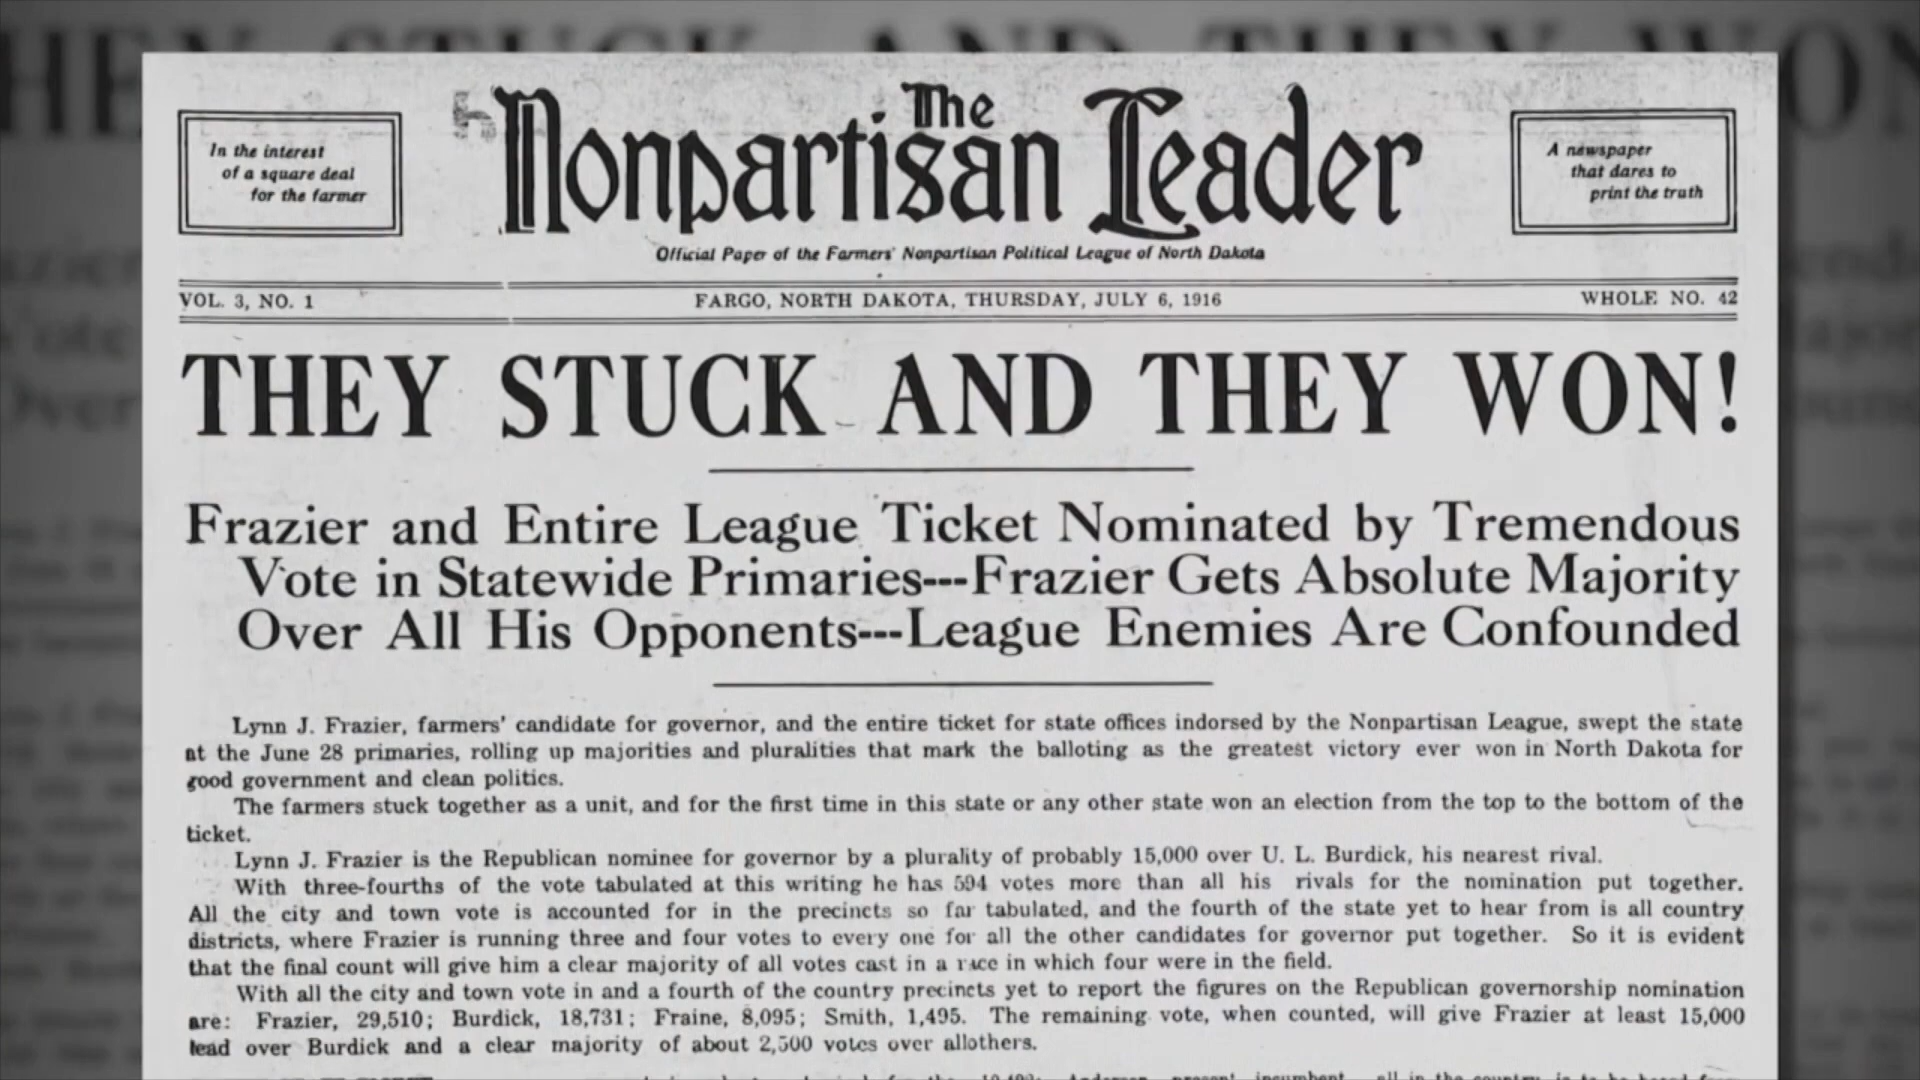 In the interest
of a square deal
for the farmer
The
Nonpartisan Leader
A newspaper
that dares to
print the truth
Official Paper of the Farmers' Nonpartisan Political League of North Dakota
VOL. 3, NO. 1 FARGO, NORTH DAKOTA, THURSDAY, JULY 6, 1916 WHOLE NO. 42
THEY STUCK AND THEY WON!
Frazier and Entire League Ticket Nominated by Tremendous
Vote in Statewide Primaries---Frazier Gets Absolute Majority
Over All His Opponents---League Enemies Are Confounded
Lynn J. Frazier, farmers' candidate for governor, and the entire ticket for state offices indorsed by the Nonpartisan League, swept the state
at the June 28 primaries, rolling up majorities and pluralities that mark the balloting as the greatest victory ever won in North Dakota for
good government and clean politics.
The farmers stuck together as a unit, and for the first time in this state or any other state won an election from the top to the bottom of the
ticket.
Lynn J. Frazier is the Republican nominee for governor by a plurality of probably 15,000 over U. L. Burdick, his nearest rival.
With three-fourths of the vote tabulated at this writing he has 594 votes more than all his rivals for the nomination put together.
All the city and town vote is accounted for in the precincts so far tabulated, and the fourth of the state yet to hear from is all country
districts, where Frazier is running three and four votes to every one for all the other candidates for governor put together. So it is evident
that the final count will give him a clear majority of all votes cast in a race in which four were in the field.
With all the city and town vote in and a fourth of the country precincts yet to report the figures on the Republican governorship nomination
are: Frazier, 29,510; Burdick, 18,731; Fraine, 8,095; Smith, 1,495. The remaining vote, when counted, will give Frazier at least 15,000
lead over Burdick and a clear majority of about 2,500 votes over allothers.